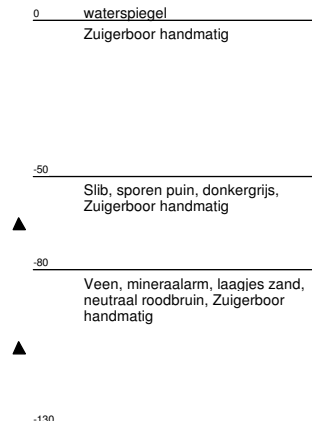 0 waterspiegel
Zuigerboor handmatig
-50
Slib, sporen puin, donkergrijs,
Zuigerboor handmatig
-80
Veen, mineraalarm, laagjes zand,
neutraal roodbruin, Zuigerboor
handmatig
-130